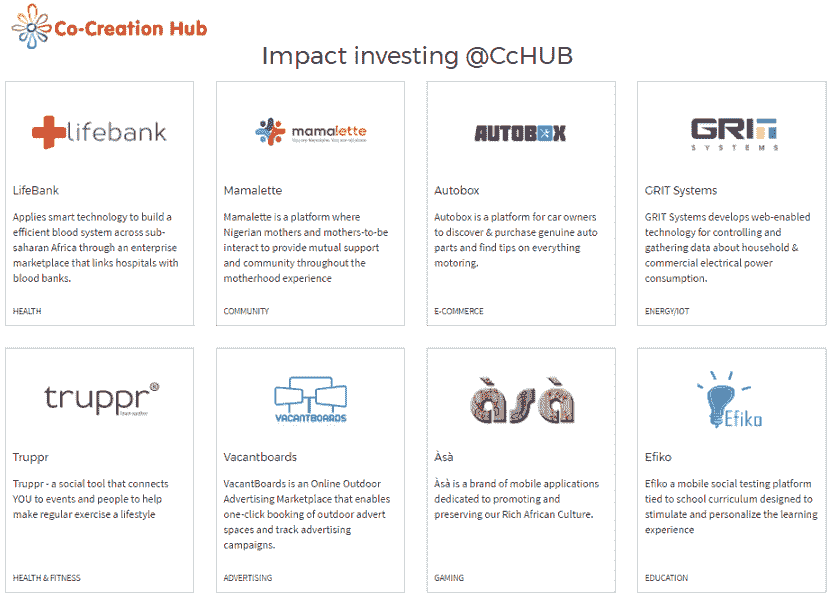 Co-Creation Hub
Impact investing @CcHUB
lifebank
LifeBank
Applies smart technology to build a
efficient blood system across sub-
saharan Africa through an enterprise
marketplace that links hospitals with
blood banks.
HEALTH
mamalette
Mamalette
Mamalette is a platform where
Nigerian mothers and mothers-to-be
interact to provide mutual support
and community throughout the
motherhood experience
COMMUNITY
AUTOBOX
Autobox
Autobox is a platform for car owners
to discover & purchase genuine auto
parts and find tips on everything
motoring.
E-COMMERCE
GRIT
SYSTEMS
GRIT Systems
GRIT Systems develops web-enabled
technology for controlling and
gathering data about household &
commercial electrical power
consumption.
ENERGY/IOT
truppr®
Truppr
Truppr - a social tool that connects
YOU to events and people to help
make regular exercise a lifestyle
HEALTH & FITNESS
VACANTBOARDS
Vacantboards
VacantBoards is an Online Outdoor
Advertising Marketplace that enables
one-click booking of outdoor advert
spaces and track advertising
campaigns.
ADVERTISING
àsà
Àsà
Àsà is a brand of mobile applications
dedicated to promoting and
preserving our Rich African Culture.
GAMING
Efiko
Efiko
Efiko a mobile social testing platform
tied to school curriculum designed to
stimulate and personalize the learning
experience
EDUCATION